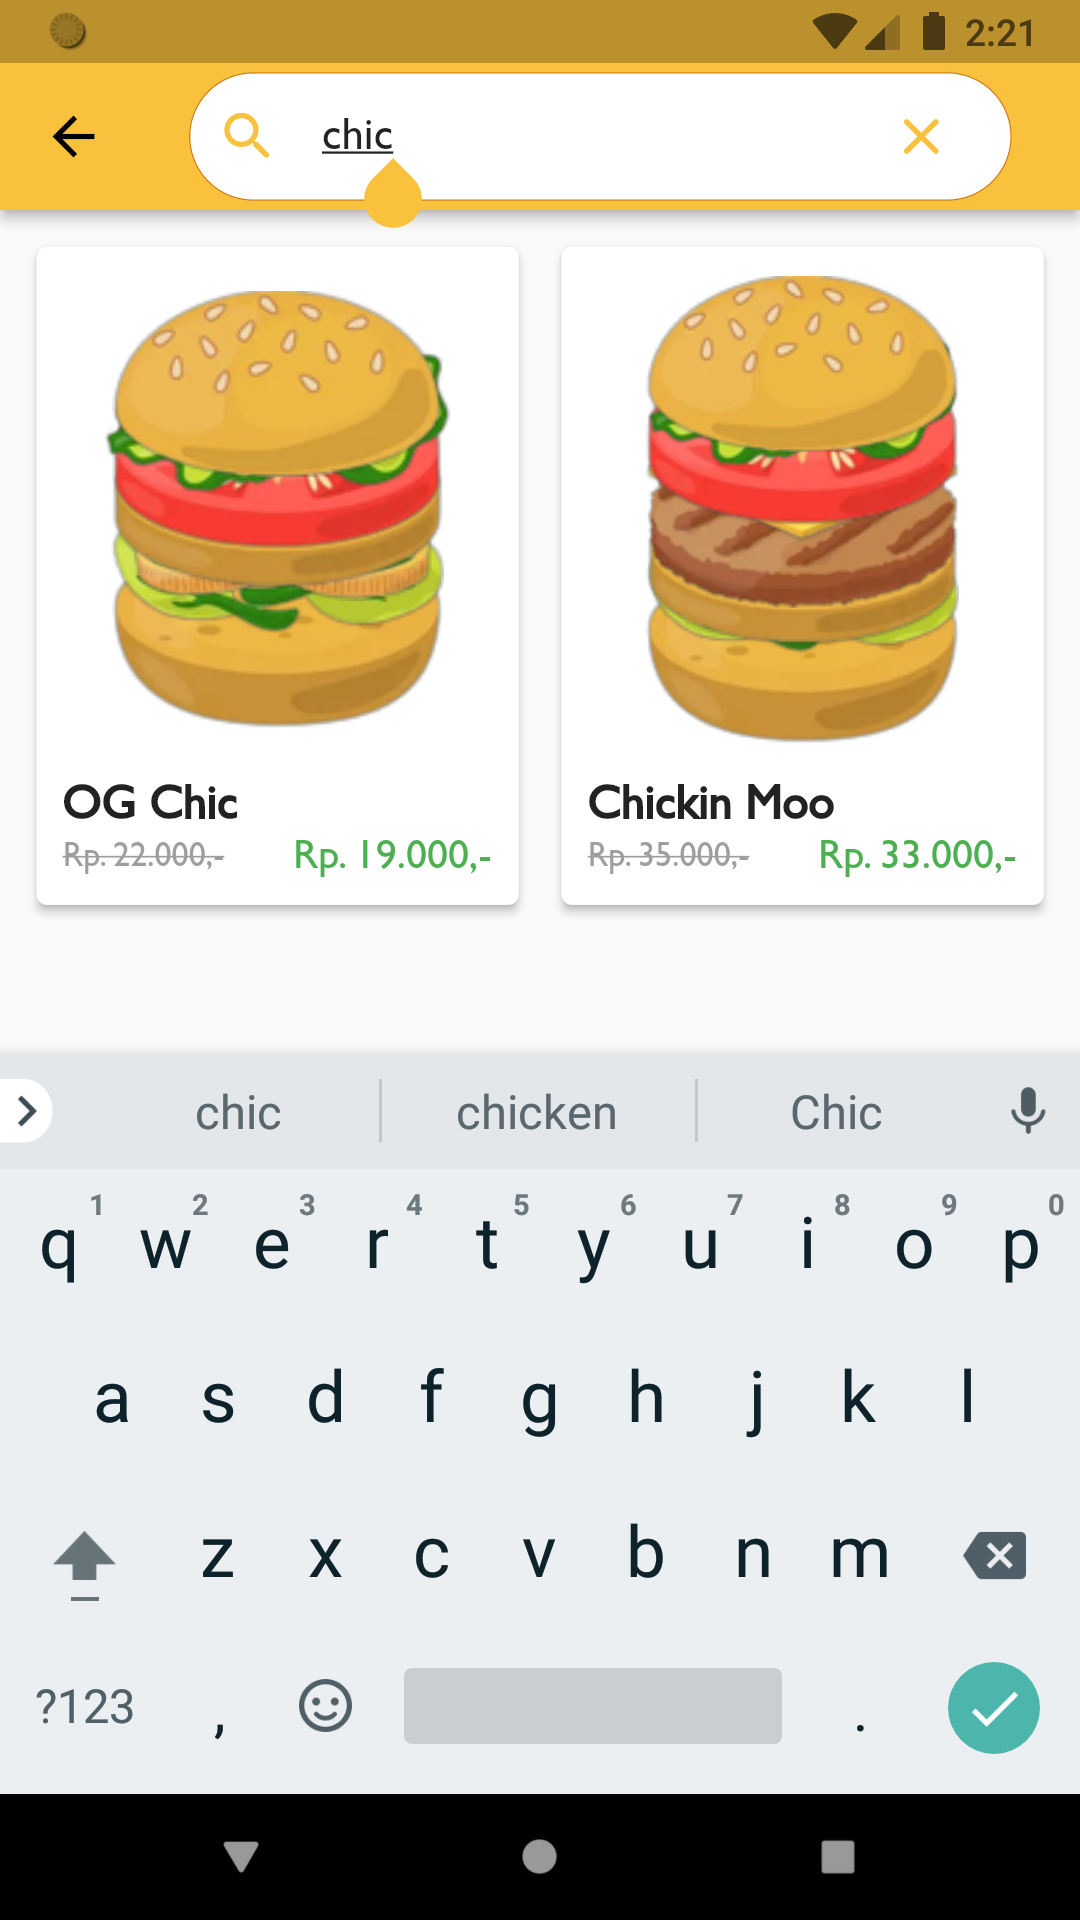 2:21
chic
OG Chic
Rp. 22.000,- Rp. 19.000,-
Chickin Moo
Rp. 35.000,- Rp. 33.000,-
chic chicken Chic
1 2 3 4 5 6 7 8 9 0
q w e r t y u i o p
a s d f g h j k l
z x c v b n m
?123 , .